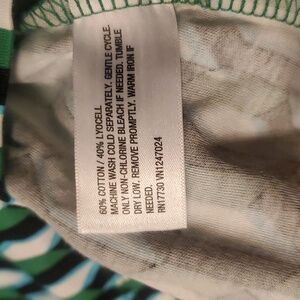 60% COTTON / 40% LYOCELL
MACHINE WASH COLD SEPARATELY. GENTLE CYCLE.
ONLY NON-CHLORINE BLEACH IF NEEDED. TUMBLE
DRY LOW, REMOVE PROMPTLY. WARM IRON IF
NEEDED.
RN17730 VN1247024